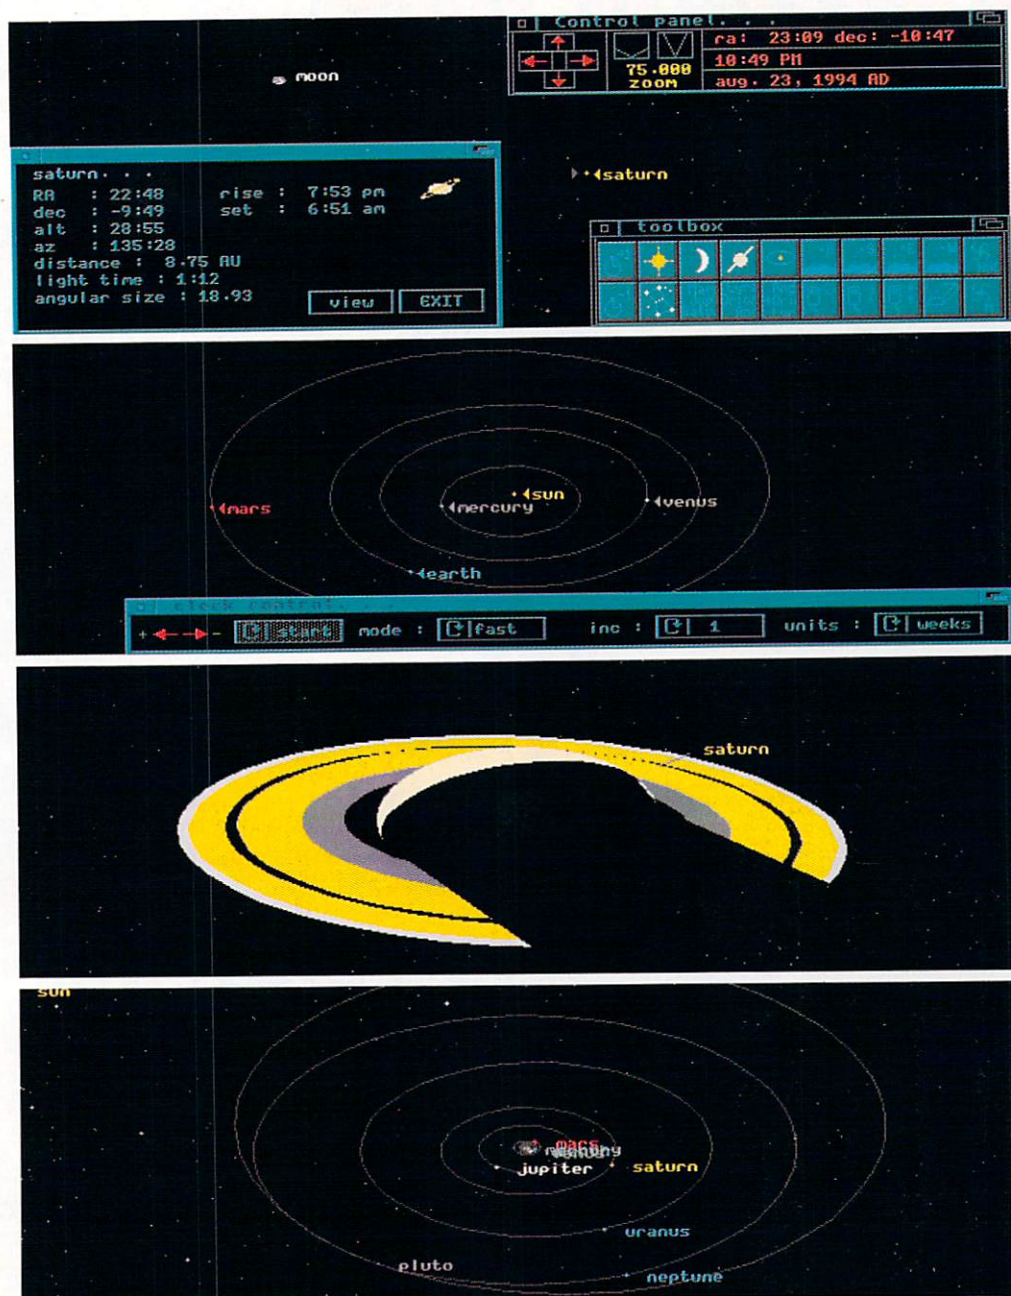 Control panel. . .
moon
ra: 23:09 dec: -10:47
10:49 PM
75.000
ZOOM
aug. 23, 1994 AD
saturn. . .
RA : 22:48 rise : 7:53 pm
dec : -9:49 set : 6:51 am
alt : 28:55
az : 135:28
distance : 8.75 AU
light time : 1:12
angular size : 18.93
view EXIT
saturn
toolbox
sun
mercury
venus
mars
earth
clock control. . .
+ - start mode : fast inc : 1 units : weeks
saturn
sun
mars
jupiter
saturn
uranus
pluto
neptune